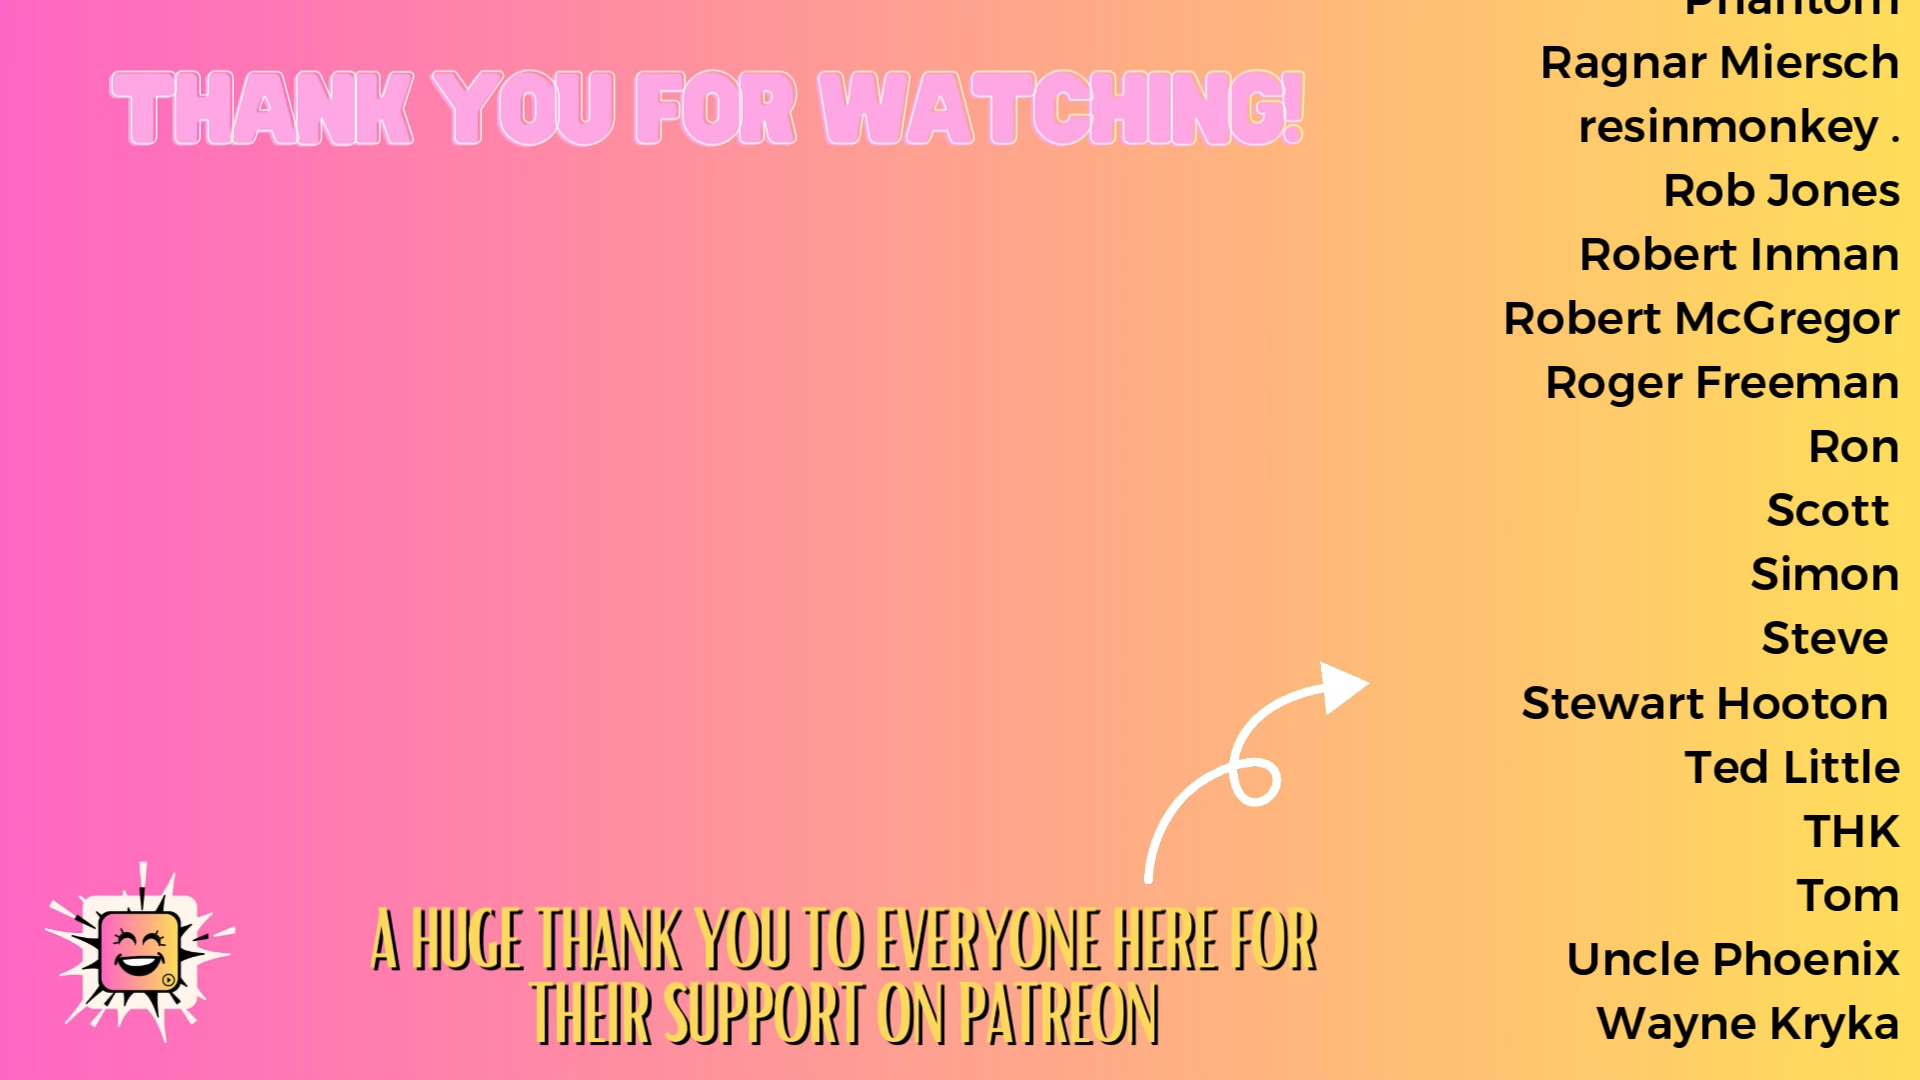 THANK YOU FOR WATCHING!
Phantom
Ragnar Miersch
resinmonkey .
Rob Jones
Robert Inman
Robert McGregor
Roger Freeman
Ron
Scott
Simon
Steve
Stewart Hooton
Ted Little
THK
Tom
Uncle Phoenix
Wayne Kryka
A HUGE THANK YOU TO EVERYONE HERE FOR
THEIR SUPPORT ON PATREON